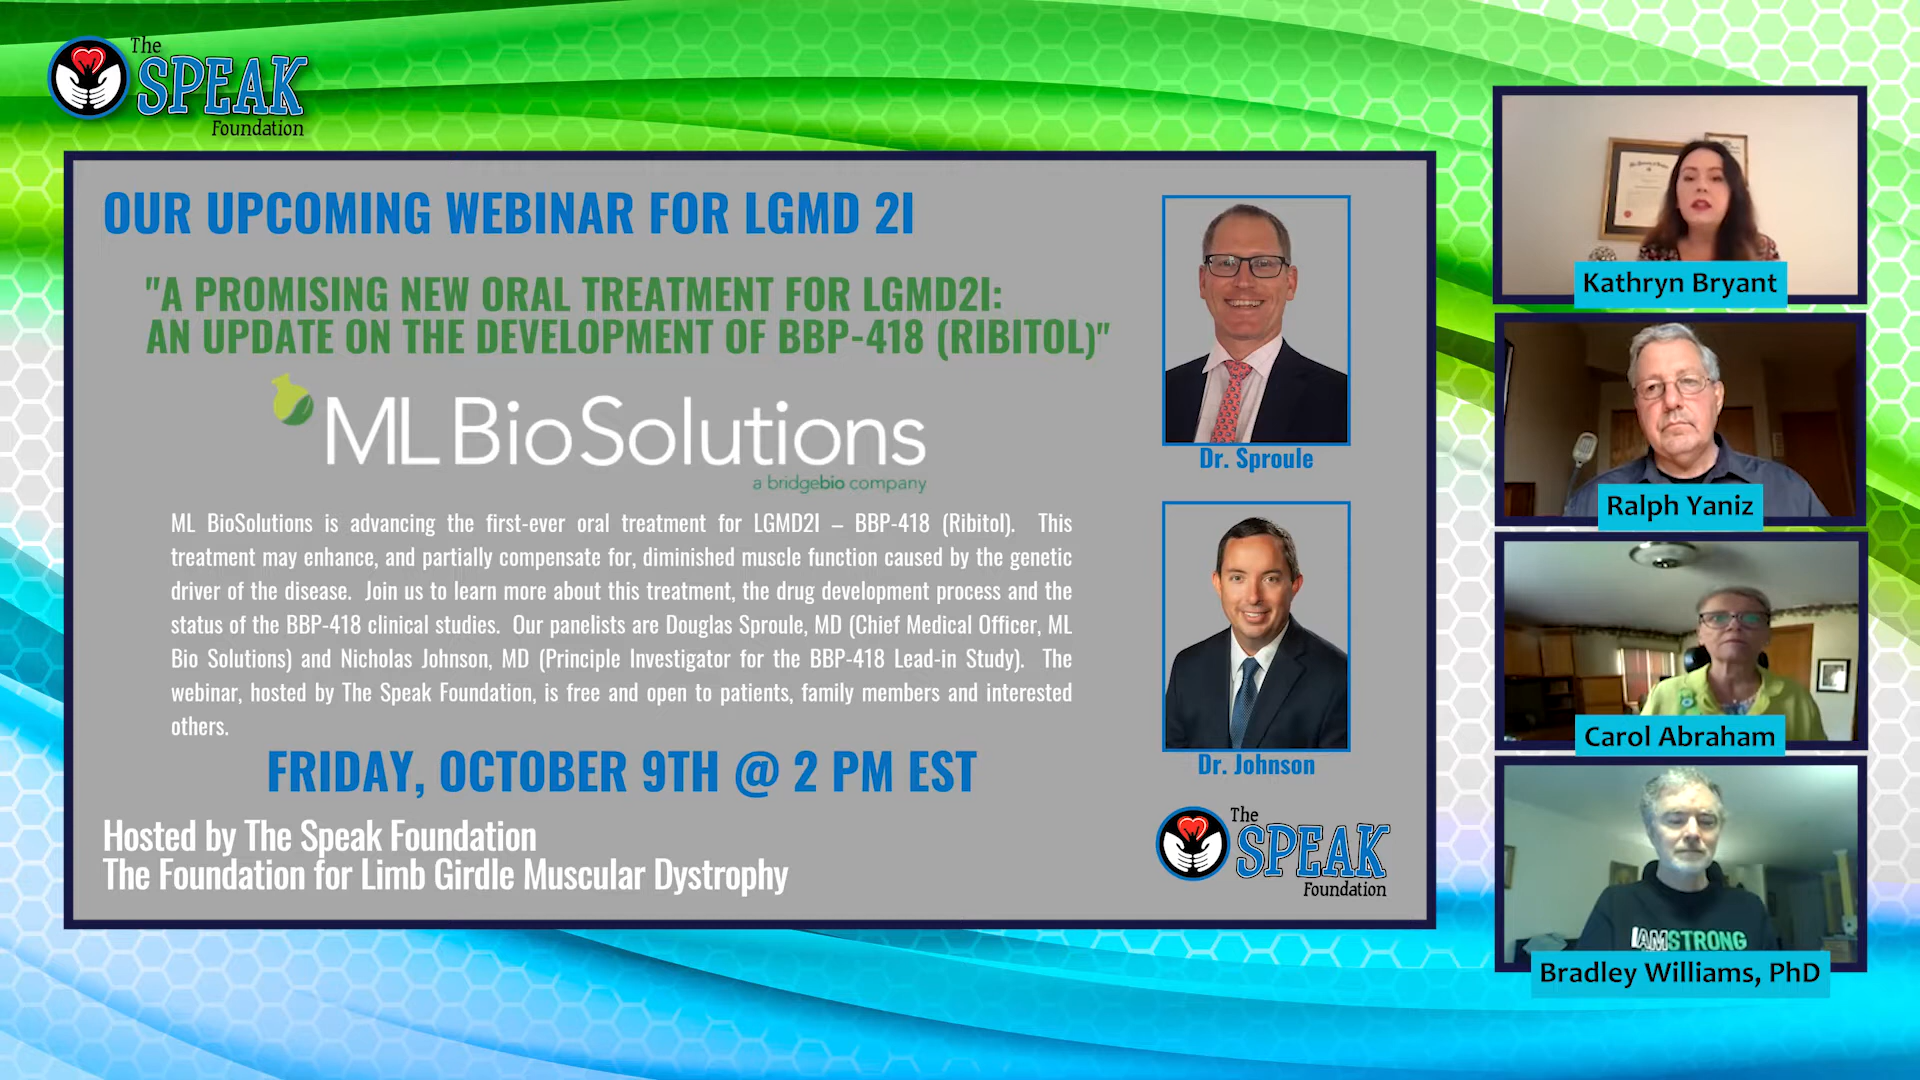 The
SPEAK
Foundation
OUR UPCOMING WEBINAR FOR LGMD 2I
"A PROMISING NEW ORAL TREATMENT FOR LGMD2I:
AN UPDATE ON THE DEVELOPMENT OF BBP-418 (RIBITOL)"
ML BioSolutions
a bridgebio company
ML BioSolutions is advancing the first-ever oral treatment for LGMD2I – BBP-418 (Ribitol). This
treatment may enhance, and partially compensate for, diminished muscle function caused by the genetic
driver of the disease. Join us to learn more about this treatment, the drug development process and the
status of the BBP-418 clinical studies. Our panelists are Douglas Sproule, MD (Chief Medical Officer, ML
Bio Solutions) and Nicholas Johnson, MD (Principle Investigator for the BBP-418 Lead-in Study). The
webinar, hosted by The Speak Foundation, is free and open to patients, family members and interested
others.
FRIDAY, OCTOBER 9TH @ 2 PM EST
Hosted by The Speak Foundation
The Foundation for Limb Girdle Muscular Dystrophy
Dr. Sproule
Dr. Johnson
The
SPEAK
Foundation
Kathryn Bryant
Ralph Yaniz
Carol Abraham
IAMSTRONG
Bradley Williams, PhD